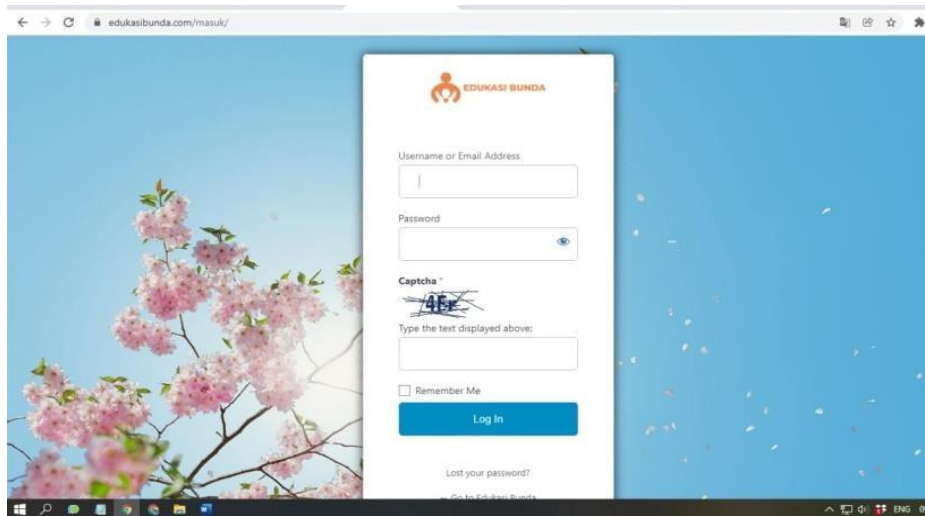 edukasibunda.com/masuk/
EDUKASI BUNDA
Username or Email Address
Password
Captcha *
Type the text displayed above:
Remember Me
Log In
Lost your password?
← Go to Edukasi Bunda
ENG